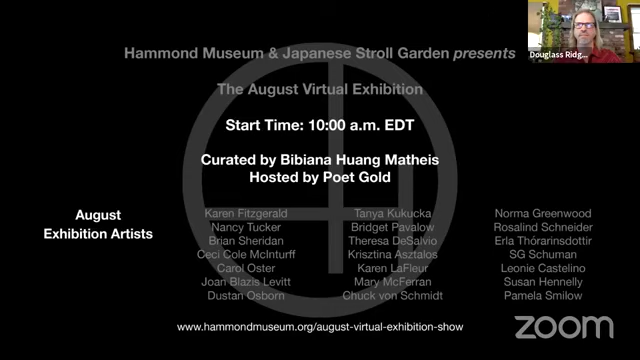 Hammond Museum & Japanese Stroll Garden presents
Douglass Ridg...
The August Virtual Exhibition
Start Time: 10:00 a.m. EDT
Curated by Bibiana Huang Matheis
Hosted by Poet Gold
August
Exhibition Artists
Karen Fitzgerald
Nancy Tucker
Brian Sheridan
Ceci Cole McInturff
Carol Oster
Joan Blazis Levitt
Dustan Osborn
Tanya Kukucka
Bridget Pavalow
Theresa DeSalvio
Krisztina Asztalos
Karen LaFleur
Mary McFerran
Chuck von Schmidt
Norma Greenwood
Rosalind Schneider
Erla Thórarinsdottir
SG Schuman
Leonie Castelino
Susan Hennelly
Pamela Smilow
www.hammondmuseum.org/august-virtual-exhibition-show
zoom